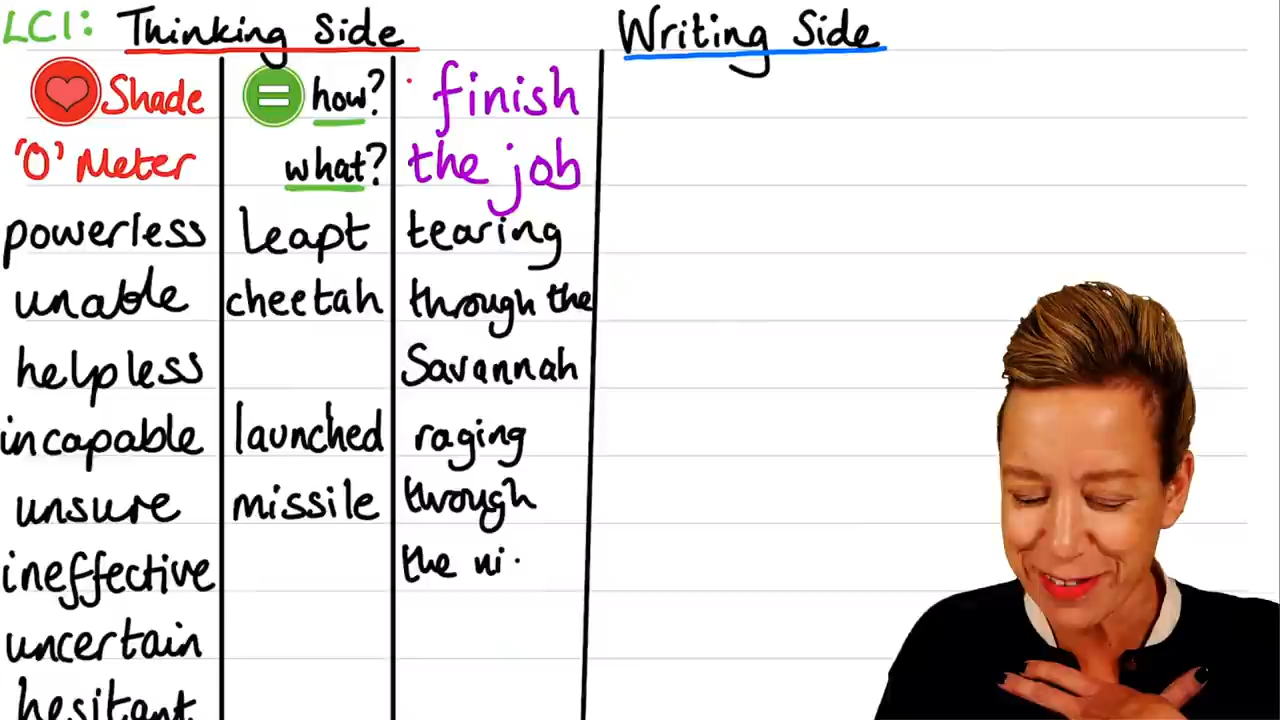 LC1: Thinking Side
Writing Side
Shade
'O' Meter
= how?
what?
finish
the job
powerless
unable
helpless
incapable
unsure
ineffective
uncertain
hesitant
leapt
cheetah
launched
missile
tearing
through the
Savannah
raging
through
the ni